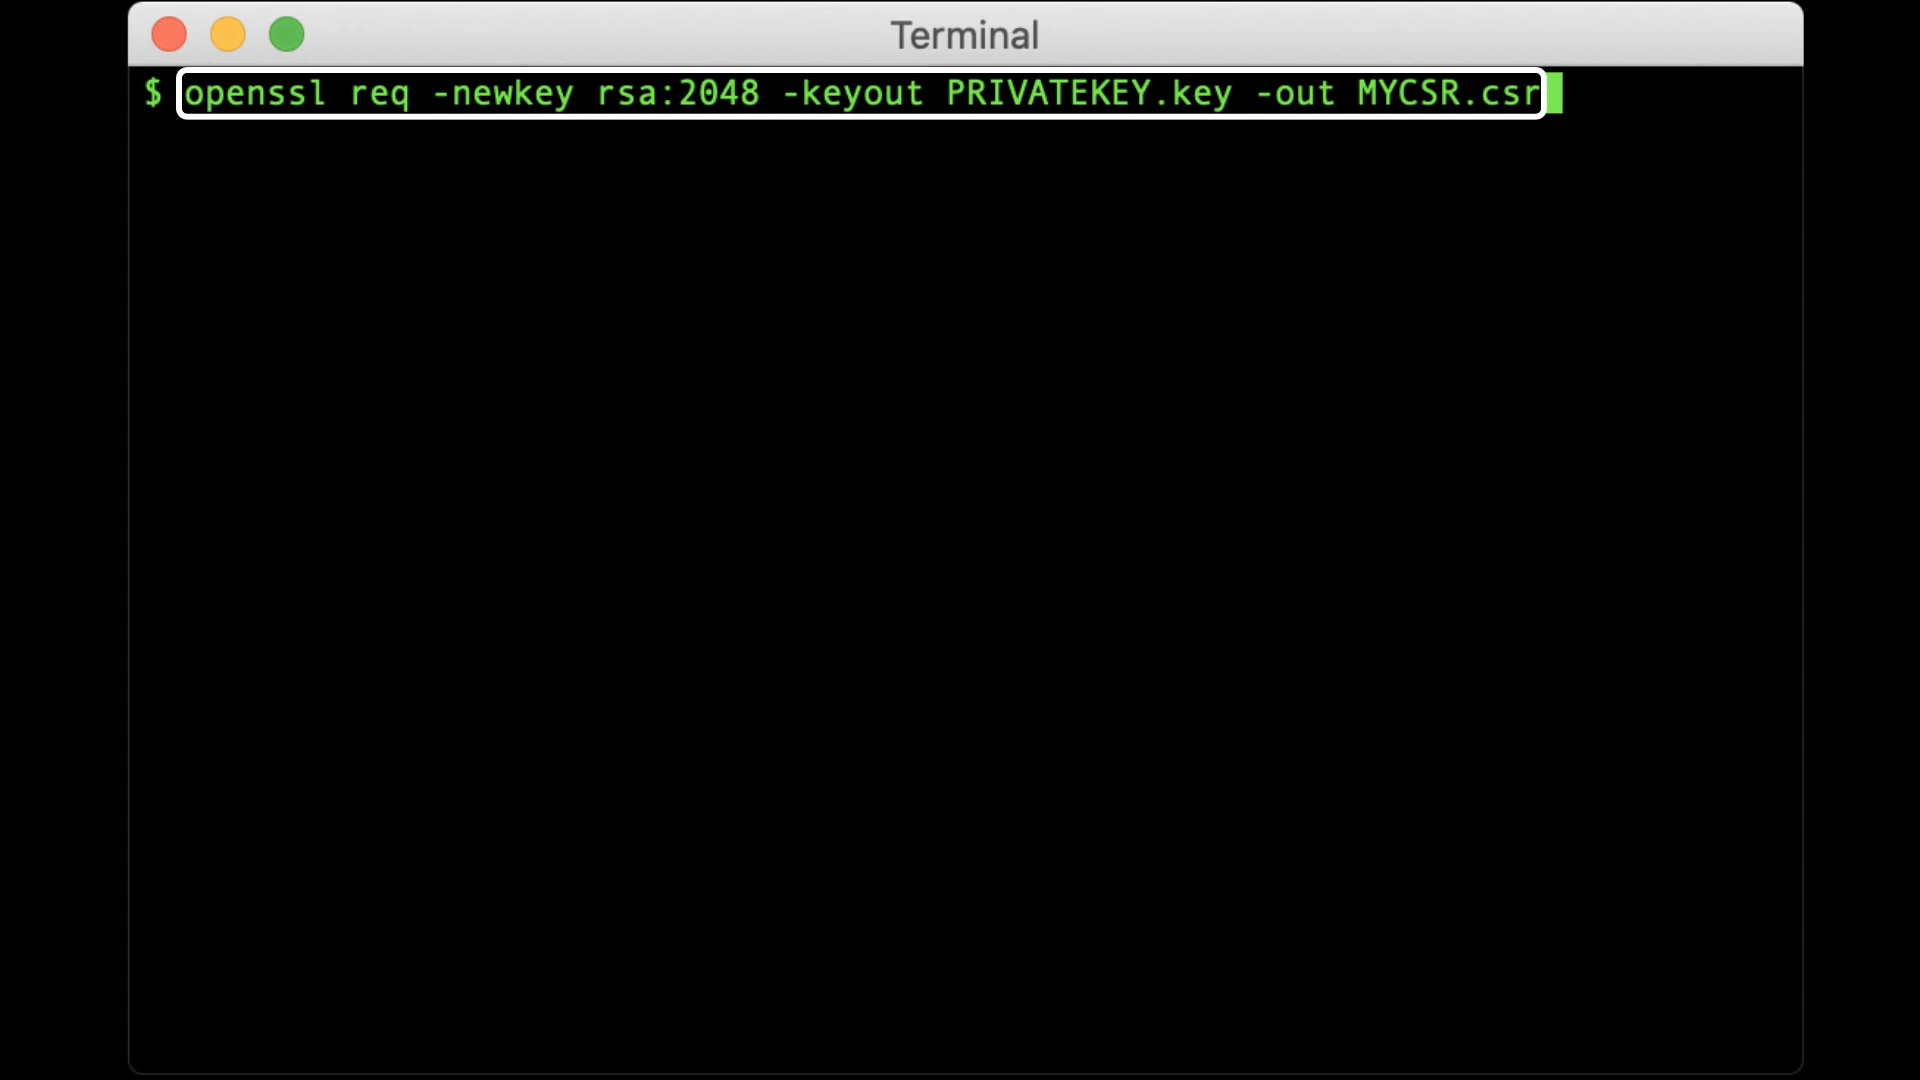 Terminal
$ openssl req -newkey rsa:2048 -keyout PRIVATEKEY.key -out MYCSR.csr